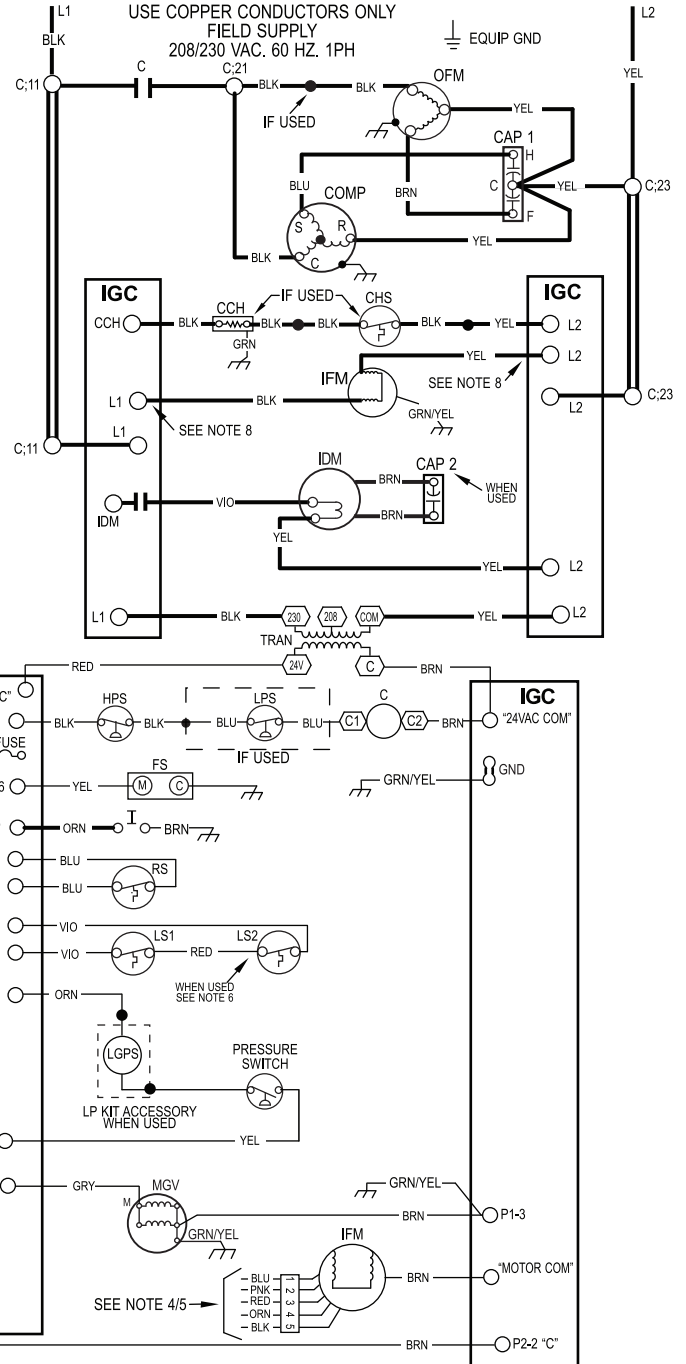 L1
USE COPPER CONDUCTORS ONLY
FIELD SUPPLY
208/230 VAC. 60 HZ. 1PH
EQUIP GND
L2
BLK
YEL
C;11
C
C;21
BLK
BLK
OFM
IF USED
YEL
CAP 1
H
C
F
YEL
C;23
BLU
COMP
BRN
S
R
C
YEL
BLK
IGC
IGC
IF USED
CCH
CHS
CCH
BLK
BLK
BLK
BLK
YEL
L2
GRN
YEL
L2
IFM
SEE NOTE 8
L1
BLK
GRN/YEL
L2
C;23
SEE NOTE 8
L1
C;11
IDM
CAP 2
BRN
WHEN
USED
IDM
VIO
BRN
YEL
YEL
L2
L1
BLK
230
208
COM
YEL
L2
TRAN
RED
24V
C
BRN
C"
IGC
HPS
LPS
C
BLK
BLK
BLU
BLU
C1
C2
BRN
"24VAC COM"
FUSE
IF USED
FS
GND
6
YEL
M
C
GRN/YEL
ORN
BRN
BLU
BLU
RS
VIO
VIO
LS1
RED
LS2
WHEN USED
SEE NOTE 6
ORN
LGPS
PRESSURE
SWITCH
LP KIT ACCESSORY
WHEN USED
YEL
GRY
MGV
M
GRN/YEL
GRN/YEL
BRN
P1-3
IFM
BLU
1
PNK
2
RED
3
ORN
4
BLK
5
SEE NOTE 4/5
BRN
"MOTOR COM"
BRN
P2-2 "C"